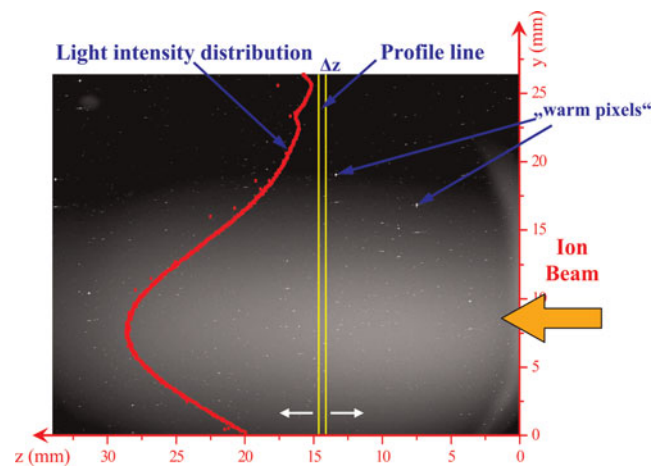 Light intensity distribution
Δz
Profile line
„warm pixels“
Ion
Beam
y (mm)
25
20
15
10
5
0
z (mm)
30
25
20
15
10
5
0